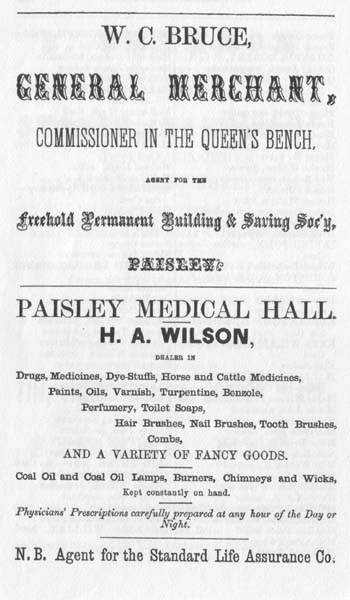 W. C. BRUCE,
GENERAL MERCHANT,
COMMISSIONER IN THE QUEEN'S BENCH,
AGENT FOR THE
Freehold Permanent Building & Saving Soc'y,
PAISLEY.
PAISLEY MEDICAL HALL.
H. A. WILSON,
DEALER IN
Drugs, Medicines, Dye-Stuffs, Horse and Cattle Medicines,
Paints, Oils, Varnish, Turpentine, Benzole,
Perfumery, Toilet Soaps,
Hair Brushes, Nail Brushes, Tooth Brushes,
Combs,
AND A VARIETY OF FANCY GOODS.
Coal Oil and Coal Oil Lamps, Burners, Chimneys and Wicks,
Kept constantly on hand.
Physicians' Prescriptions carefully prepared at any hour of the Day or
Night.
N. B. Agent for the Standard Life Assurance Co.